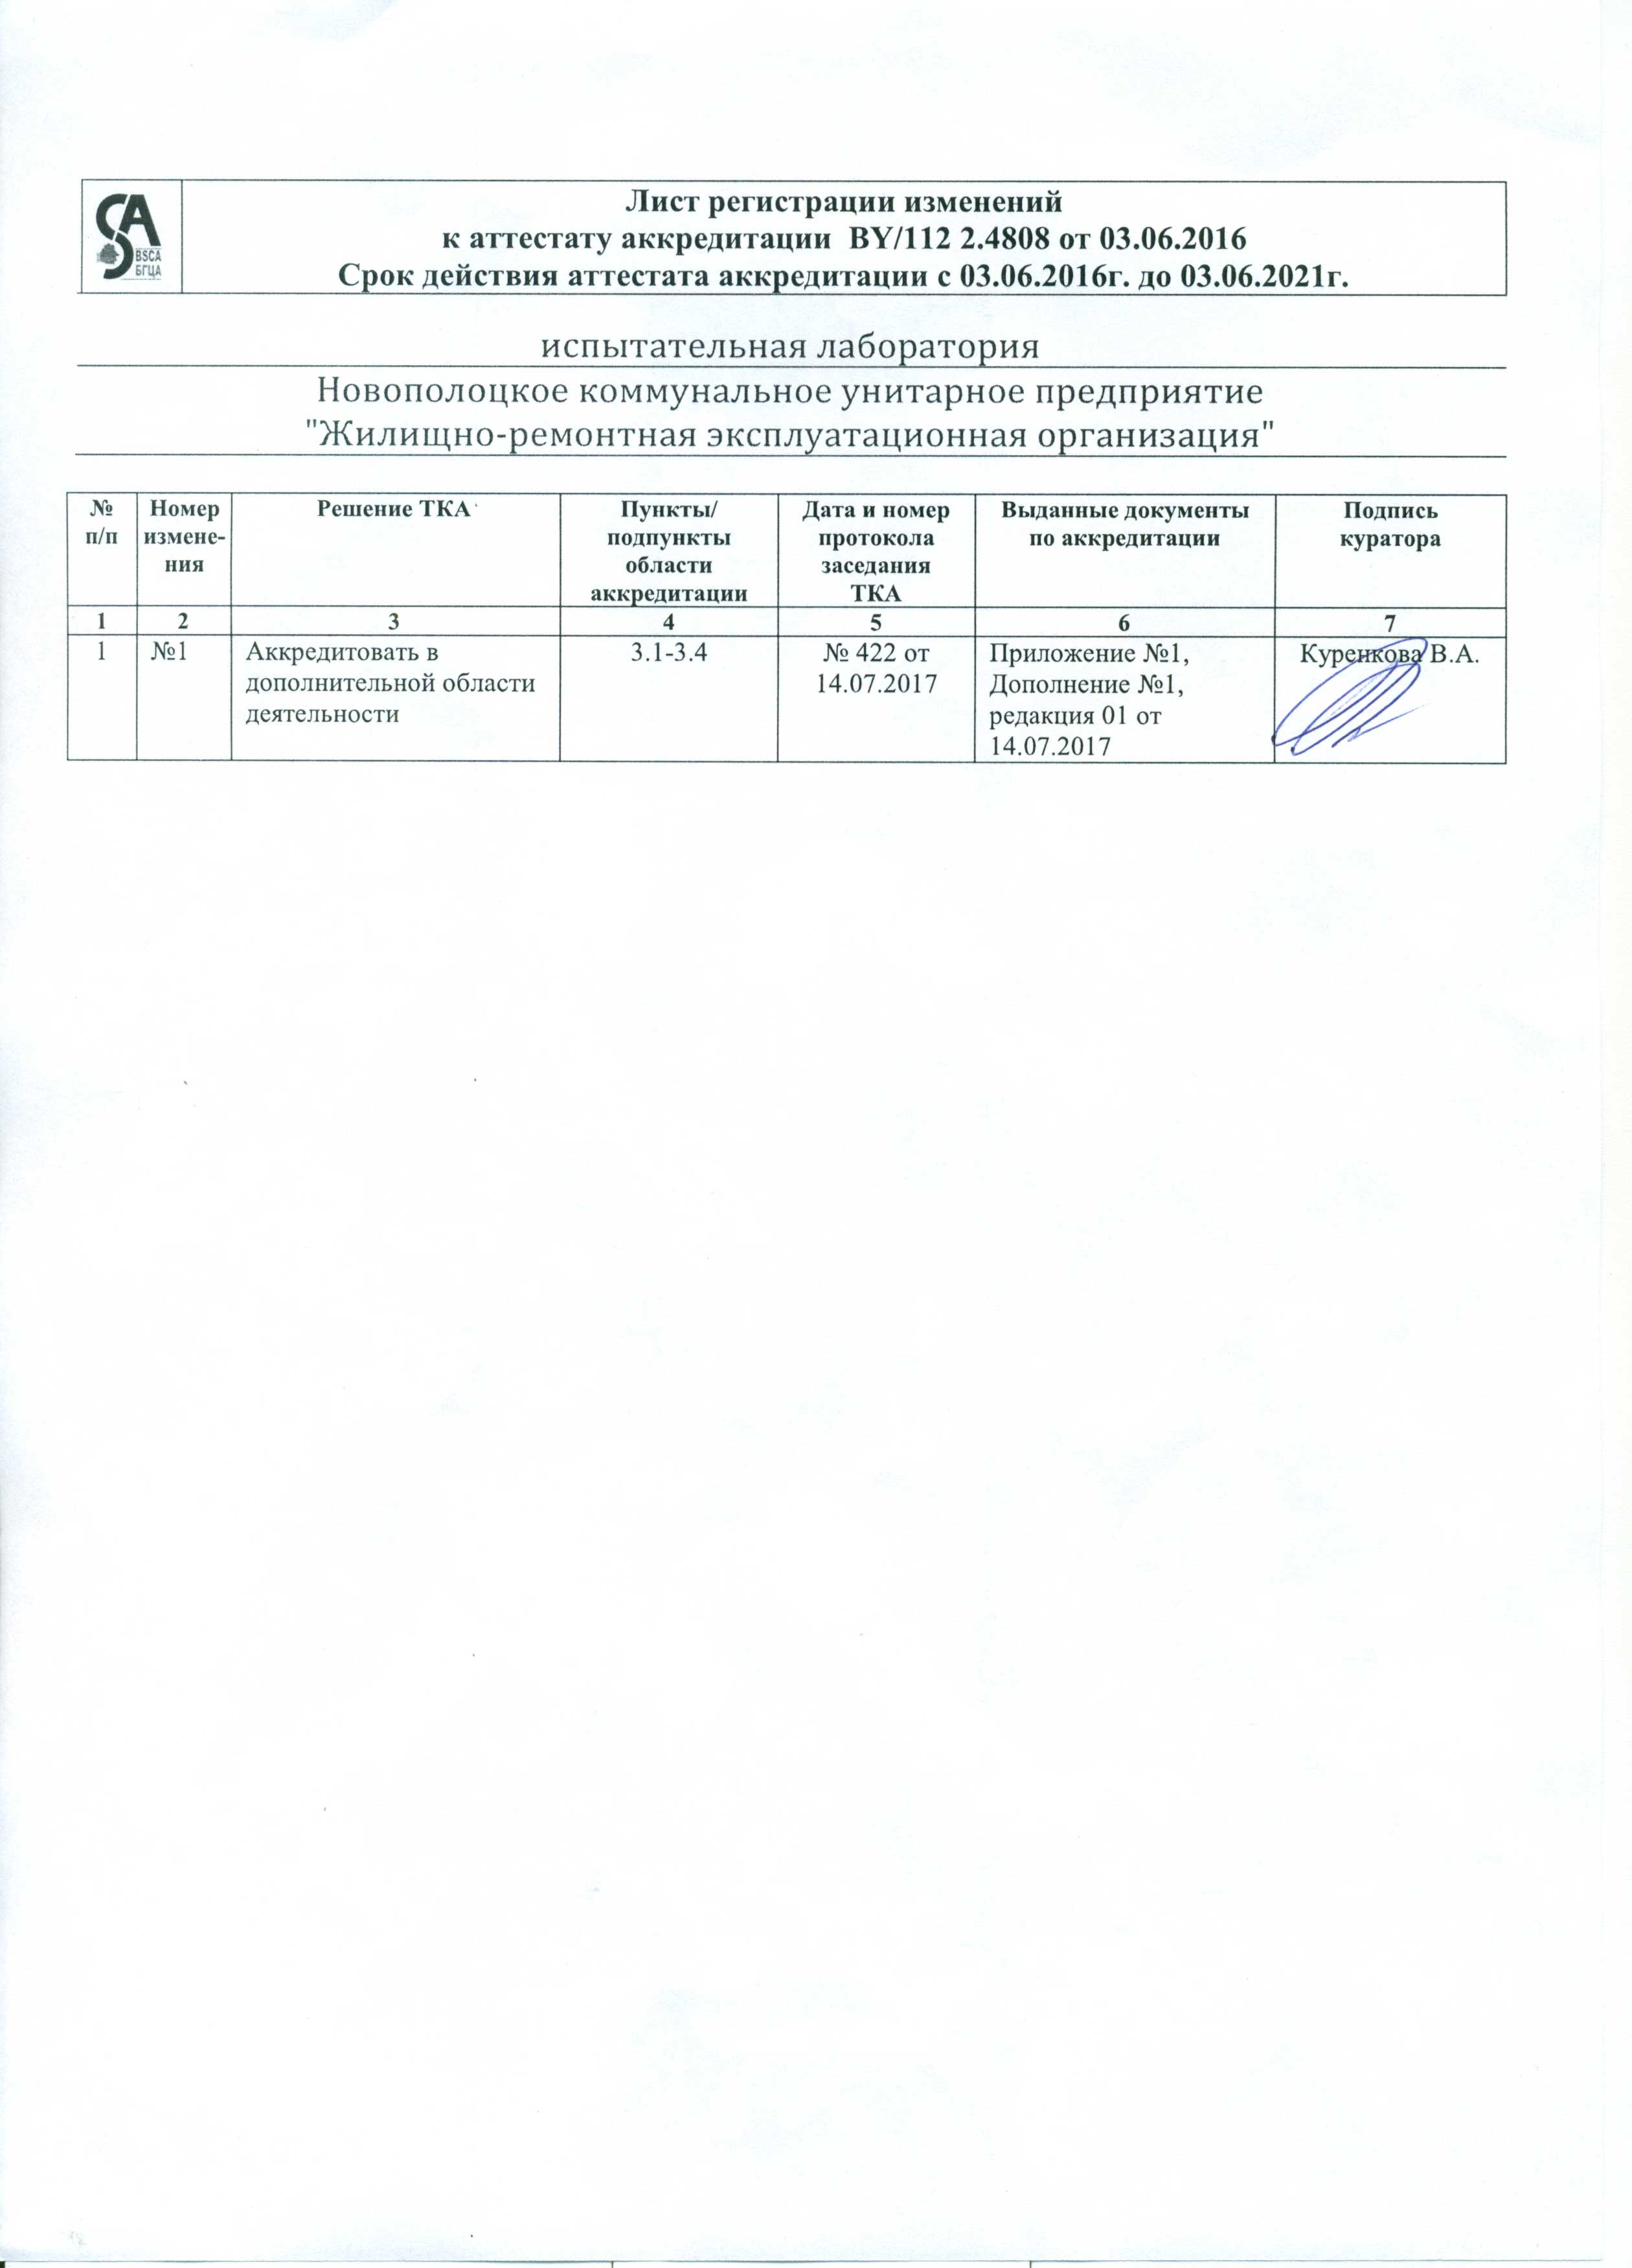 BSCA
БГЦА
Лист регистрации изменений
к аттестату аккредитации BY/112 2.4808 от 03.06.2016
Срок действия аттестата аккредитации с 03.06.2016г. до 03.06.2021г.
испытательная лаборатория
Новополоцкое коммунальное унитарное предприятие
"Жилищно-ремонтная эксплуатационная организация"
№
п/п
Номер
измене-
ния
Решение ТКА
Пункты/
подпункты
области
аккредитации
Дата и номер
протокола
заседания
ТКА
Выданные документы
по аккредитации
Подпись
куратора
1 2 3 4 5 6 7
1
№1
Аккредитовать в
дополнительной области
деятельности
3.1-3.4
№ 422 от
14.07.2017
Приложение №1,
Дополнение №1,
редакция 01 от
14.07.2017
Куренкова В.А.